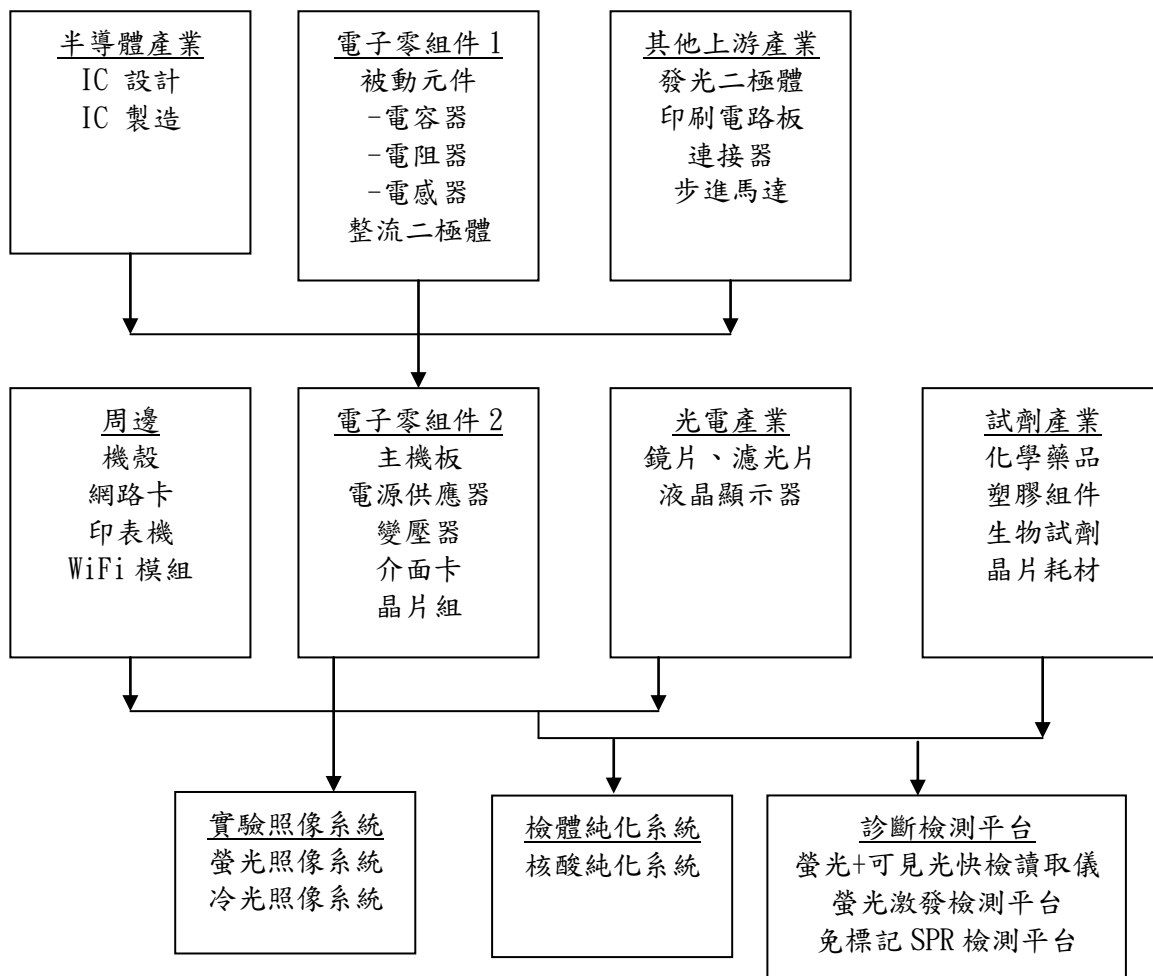 半導體產業
IC 設計
IC 製造
電子零組件 1
被動元件
-電容器
-電阻器
-電感器
整流二極體
其他上游產業
發光二極體
印刷電路板
連接器
步進馬達
周邊
機殼
網路卡
印表機
WiFi 模組
電子零組件 2
主機板
電源供應器
變壓器
介面卡
晶片組
光電產業
鏡片、濾光片
液晶顯示器
試劑產業
化學藥品
塑膠組件
生物試劑
晶片耗材
實驗照像系統
螢光照像系統
冷光照像系統
檢體純化系統
核酸純化系統
診斷檢測平台
螢光+可見光快檢讀取儀
螢光激發檢測平台
免標記 SPR 檢測平台